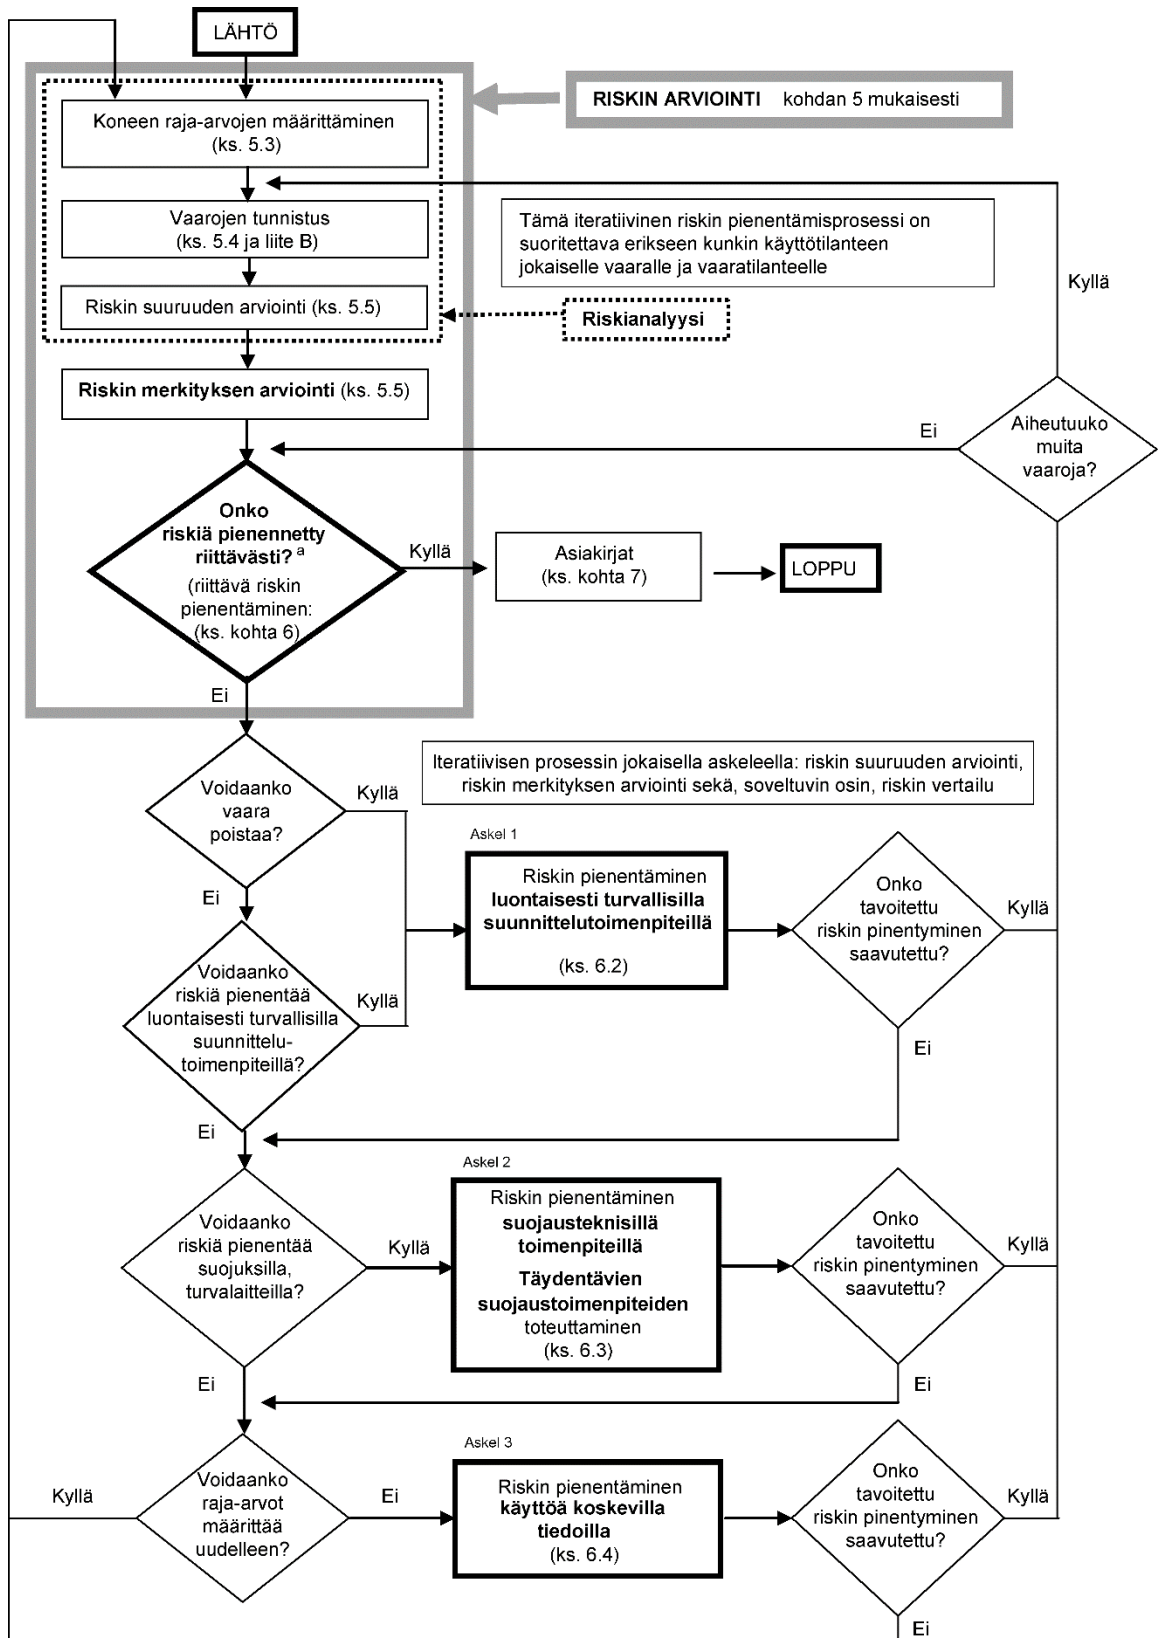 LÄHTÖ
RISKIN ARVIOINTI kohdan 5 mukaisesti
Koneen raja-arvojen määrittäminen
(ks. 5.3)
Vaarojen tunnistus
(ks. 5.4 ja liite B)
Tämä iteratiivinen riskin pienentämisprosessi on
suoritettava erikseen kunkin käyttötilanteen
jokaiselle vaaralle ja vaaratilanteelle
Kyllä
Riskin suuruuden arviointi (ks. 5.5)
Riskianalyysi
Riskin merkityksen arviointi (ks. 5.5)
Ei
Aiheutuuko
muita
vaaroja?
Onko
riskiä pienennetty
riittävästi? a
(riittävä riskin
pienentäminen:
(ks. kohta 6)
Kyllä
Asiakirjat
(ks. kohta 7)
LOPPU
Ei
Iteratiivisen prosessin jokaisella askeleella: riskin suuruuden arviointi,
riskin merkityksen arviointi sekä, soveltuvin osin, riskin vertailu
Voidaanko
vaara
poistaa?
Kyllä
Ei
Askel 1
Riskin pienentäminen
luontaisesti turvallisilla
suunnittelutoimenpiteillä
(ks. 6.2)
Onko
tavoitettu
riskin pinentyminen
saavutettu?
Kyllä
Ei
Voidaanko
riskiä pienentää
luontaisesti turvallisilla
suunnittelu-
toimenpiteillä?
Kyllä
Ei
Askel 2
Voidaanko
riskiä pienentää
suojuksilla,
turvalaitteilla?
Kyllä
Riskin pienentäminen
suojausteknisillä
toimenpiteillä
Täydentävien
suojaustoimenpiteiden
toteuttaminen
(ks. 6.3)
Onko
tavoitettu
riskin pinentyminen
saavutettu?
Kyllä
Ei
Ei
Askel 3
Kyllä
Voidaanko
raja-arvot
määrittää
uudelleen?
Ei
Riskin pienentäminen
käyttöä koskevilla
tiedoilla
(ks. 6.4)
Onko
tavoitettu
riskin pinentyminen
saavutettu?
Kyllä
Ei